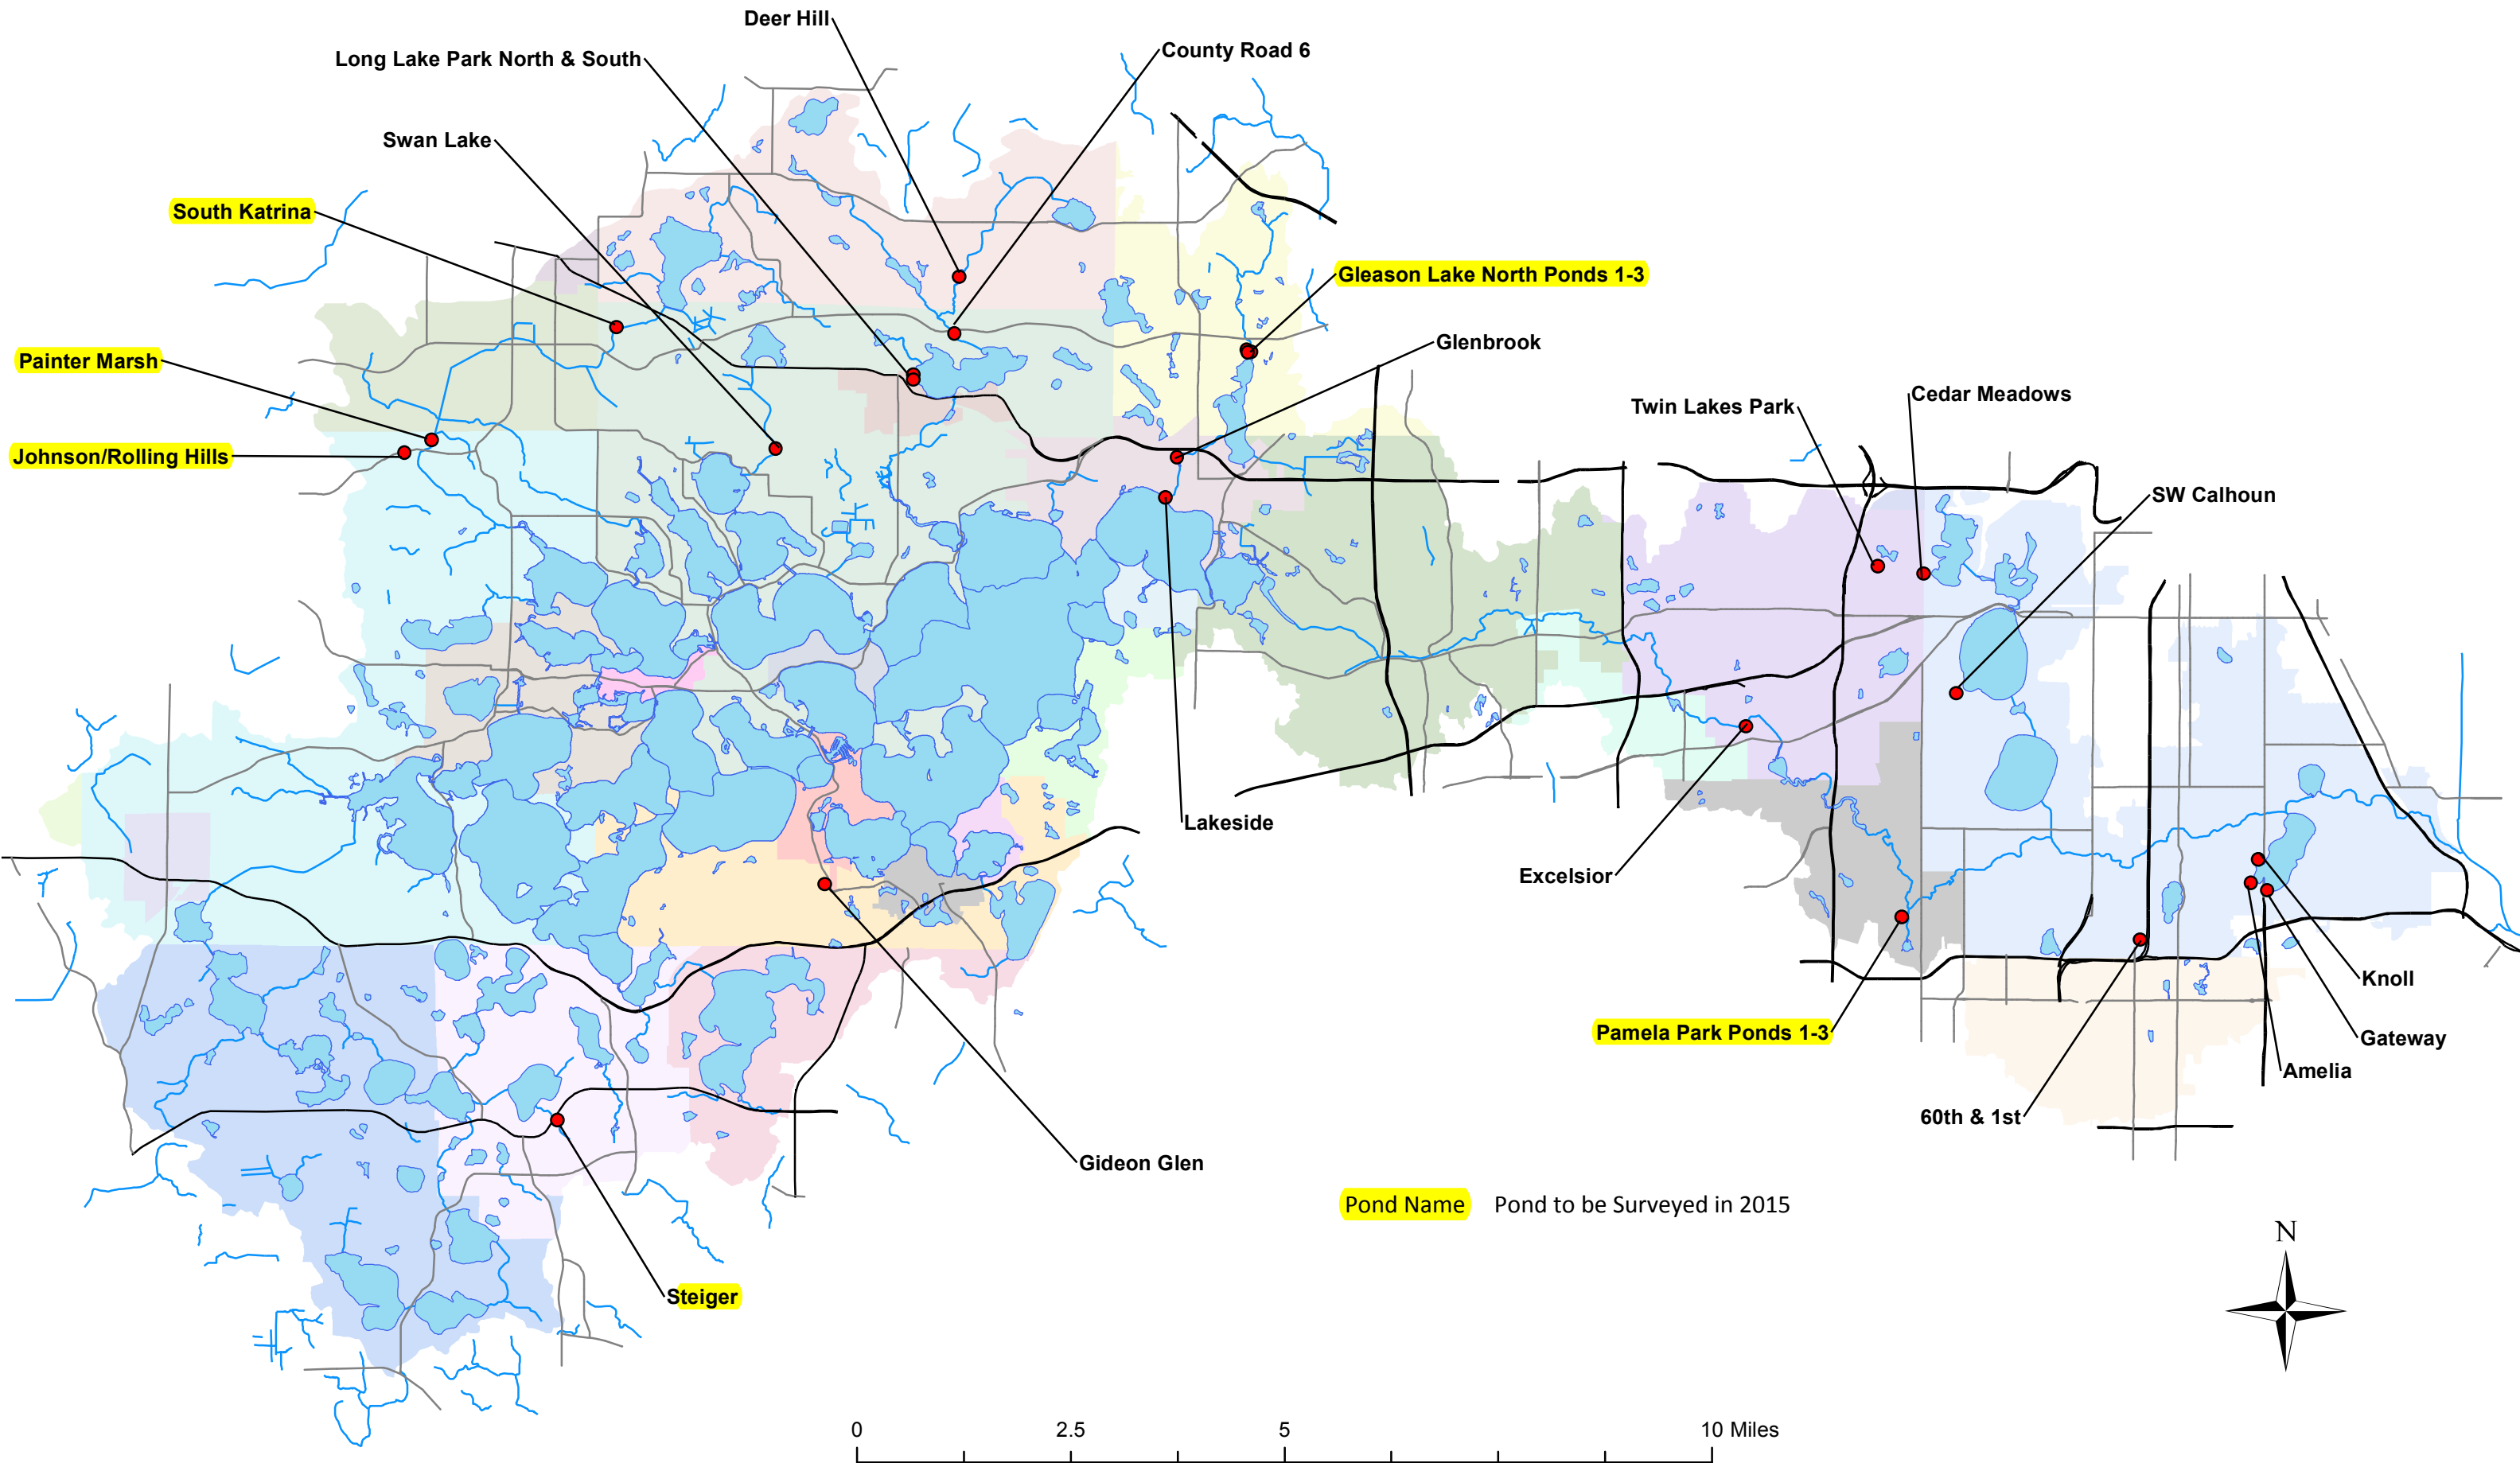 Deer Hill
County Road 6
Long Lake Park North & South
Swan Lake
South Katrina
Gleason Lake North Ponds 1-3
Glenbrook
Painter Marsh
Cedar Meadows
Twin Lakes Park
Johnson/Rolling Hills
SW Calhoun
Lakeside
Excelsior
Knoll
Pamela Park Ponds 1-3
Gateway
Amelia
60th & 1st
Gideon Glen
Pond Name Pond to be Surveyed in 2015
N
Steiger
0 2.5 5 10 Miles